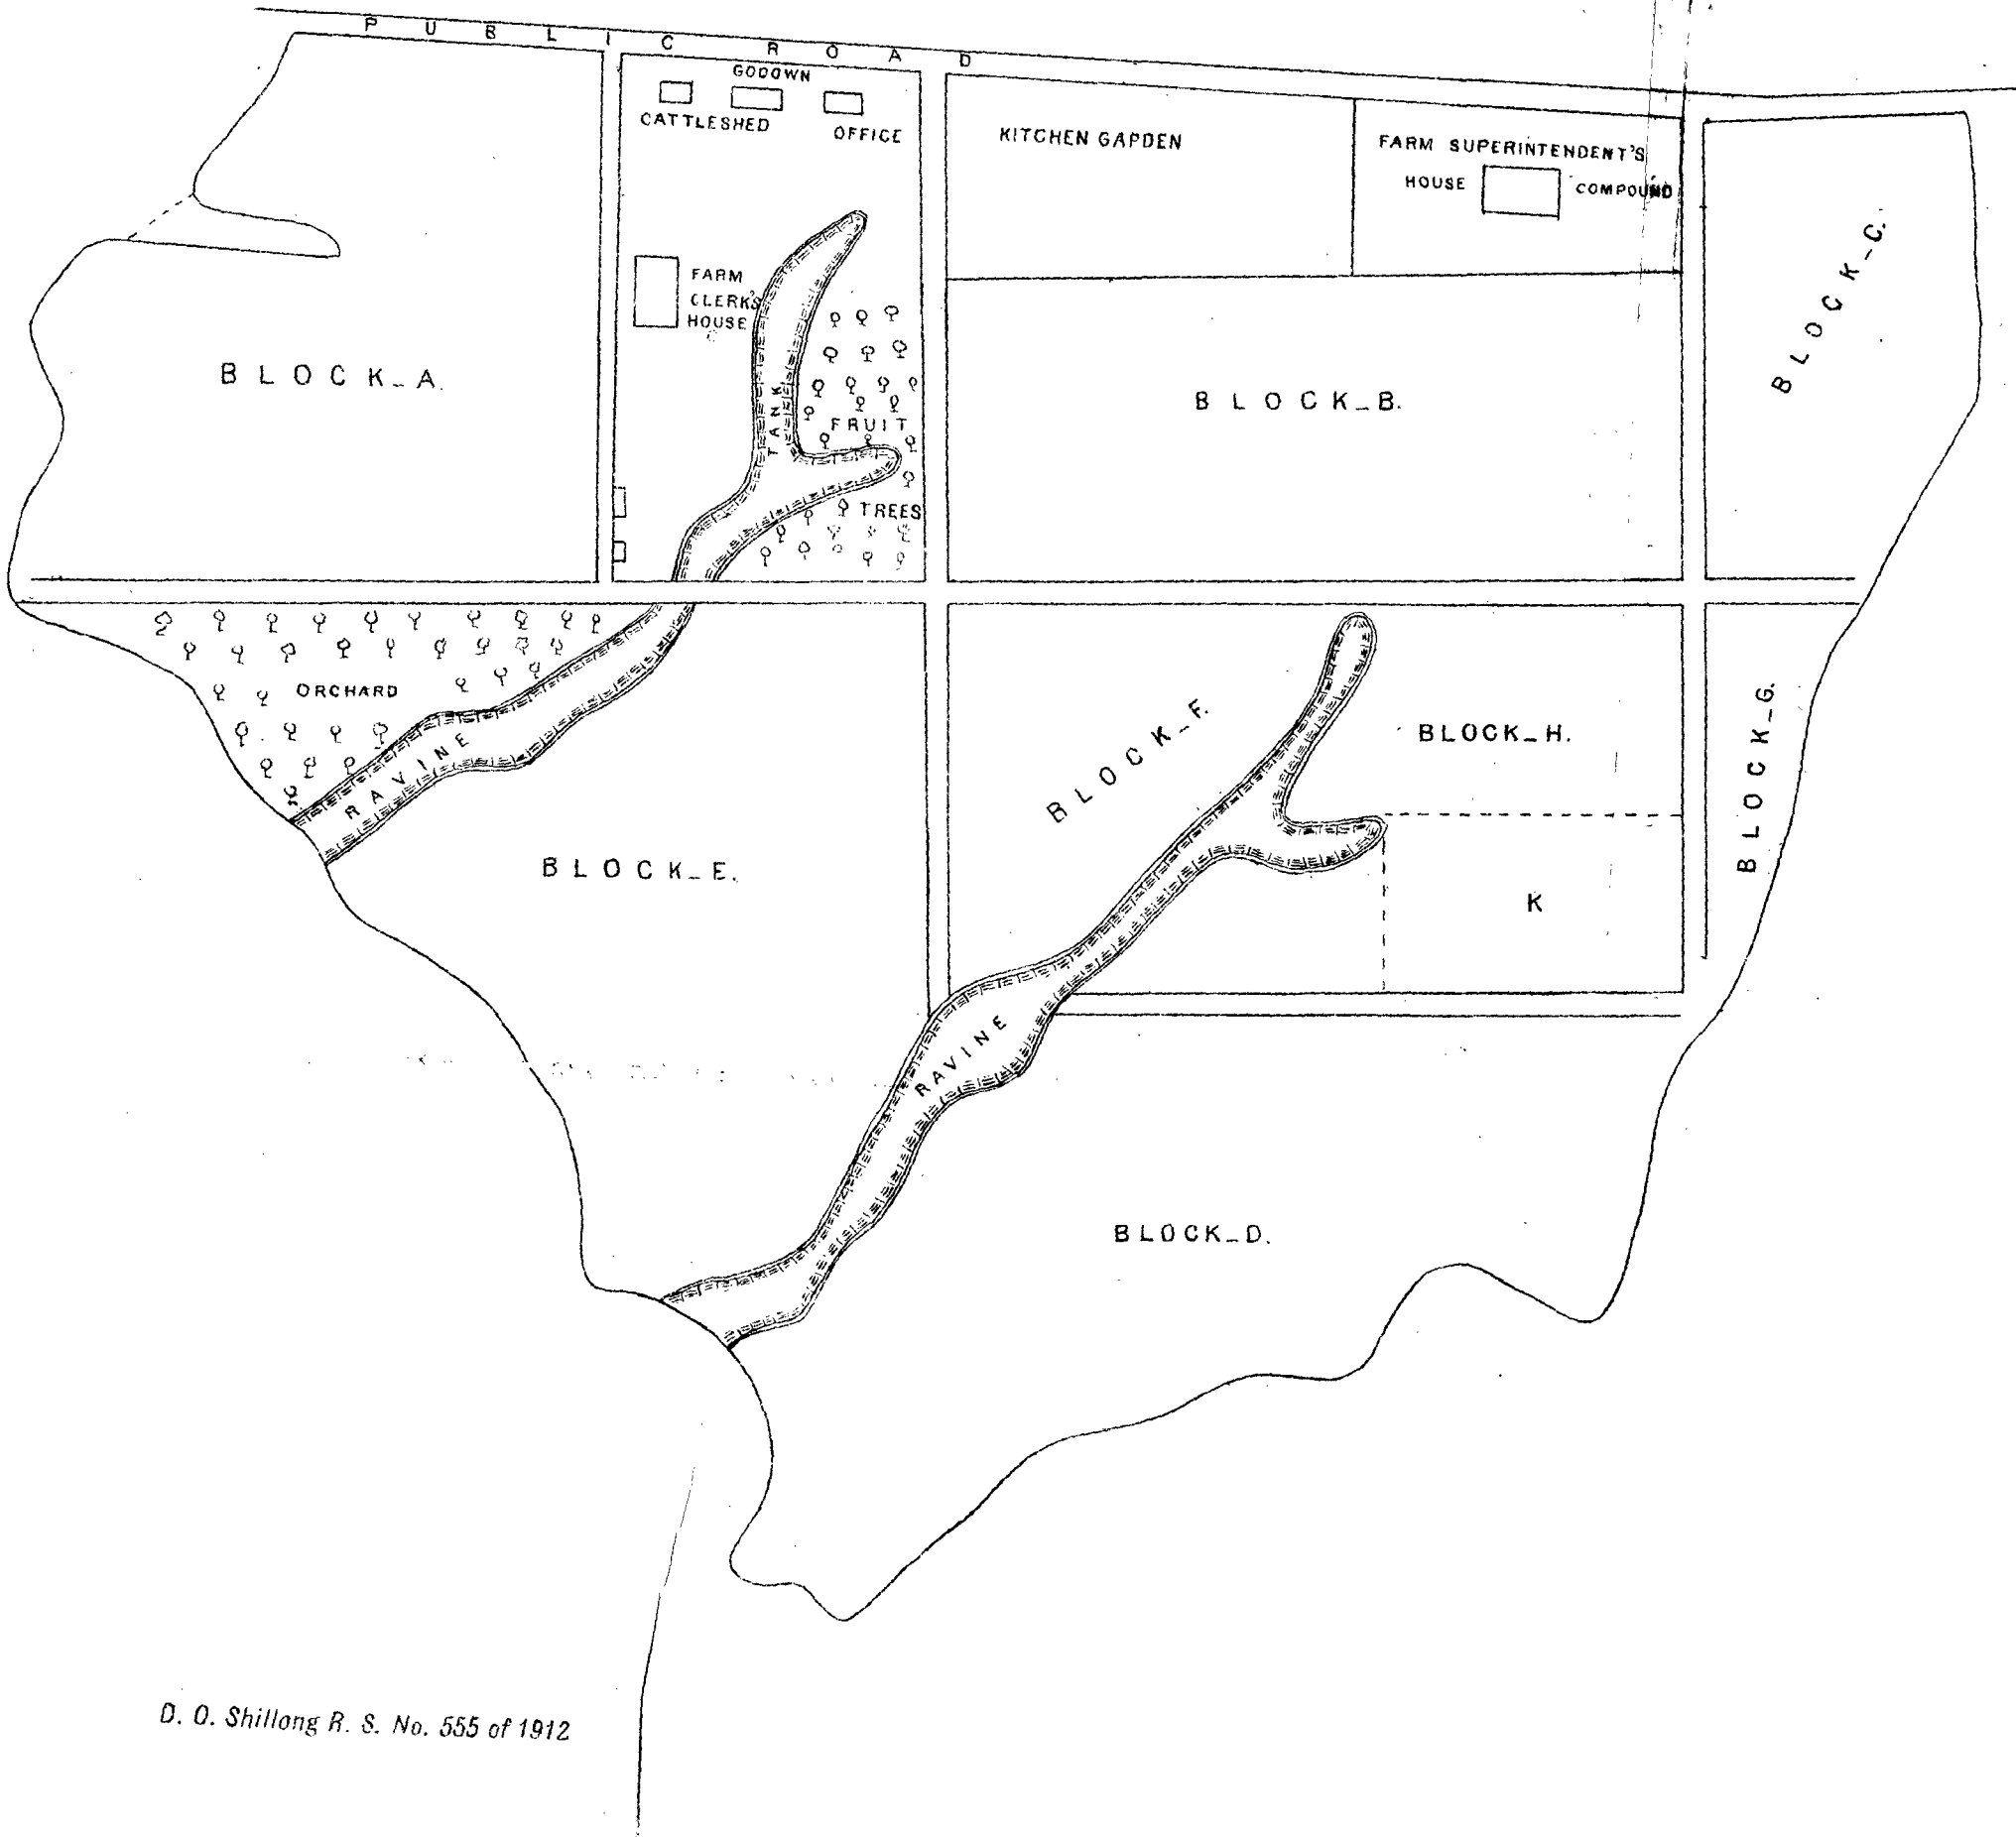 PUBLIC ROAD
GODOWN
CATTLESHED
OFFICE
KITCHEN GARDEN
FARM SUPERINTENDENT'S
HOUSE COMPOUND
FARM
CLERK'S
HOUSE
BLOCK_A.
TANK
FRUIT
TREES
BLOCK_B.
BLOCK_C.
ORCHARD
RAVINE
BLOCK_E.
BLOCK_F.
BLOCK_H.
BLOCK_G.
K
RAVINE
BLOCK_D.
D. O. Shillong R. S. No. 555 of 1912